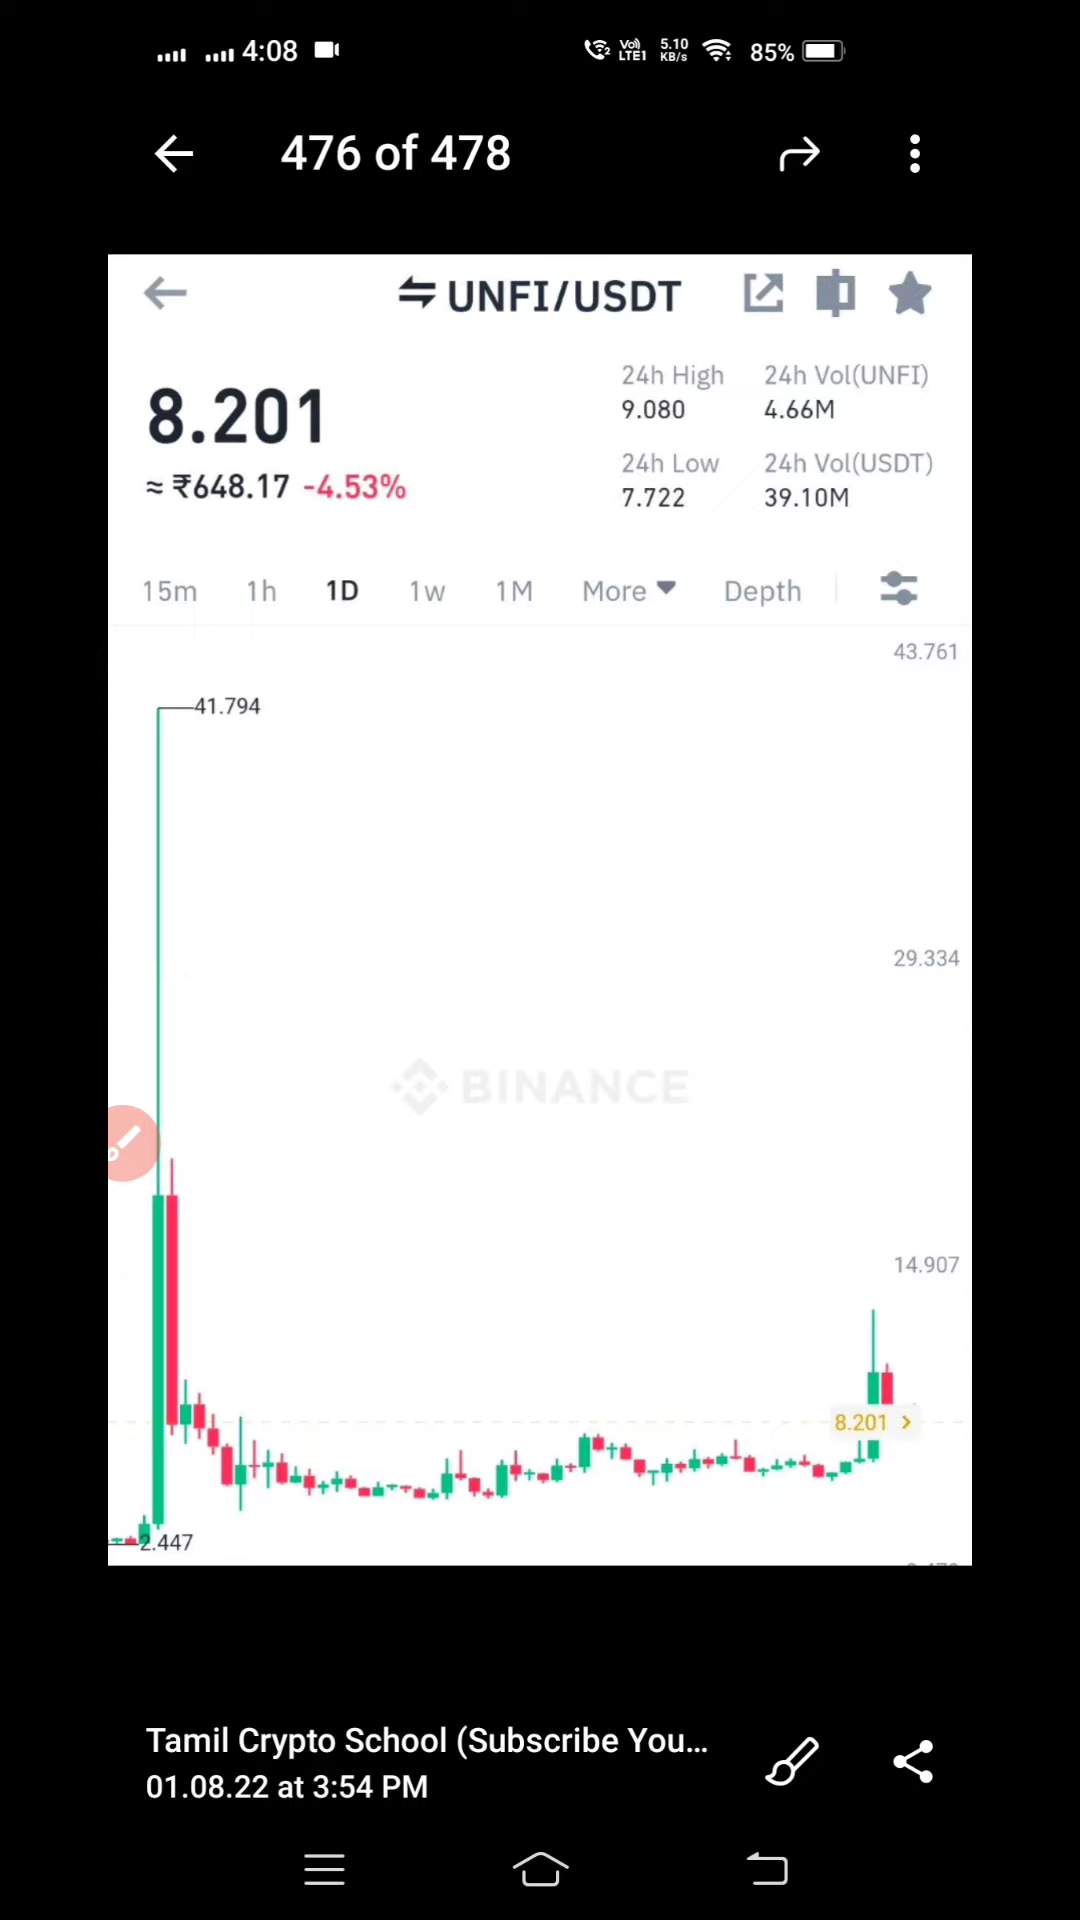 4:08 Vo) LTE1 5.10 KB/s 85%
476 of 478
UNFI/USDT
8.201
≈ ₹648.17 -4.53%
24h High
9.080
24h Vol(UNFI)
4.66M
24h Low
7.722
24h Vol(USDT)
39.10M
15m 1h 1D 1w 1M More Depth
43.761
41.794
29.334
BINANCE
14.907
8.201
2.447
Tamil Crypto School (Subscribe You...
01.08.22 at 3:54 PM